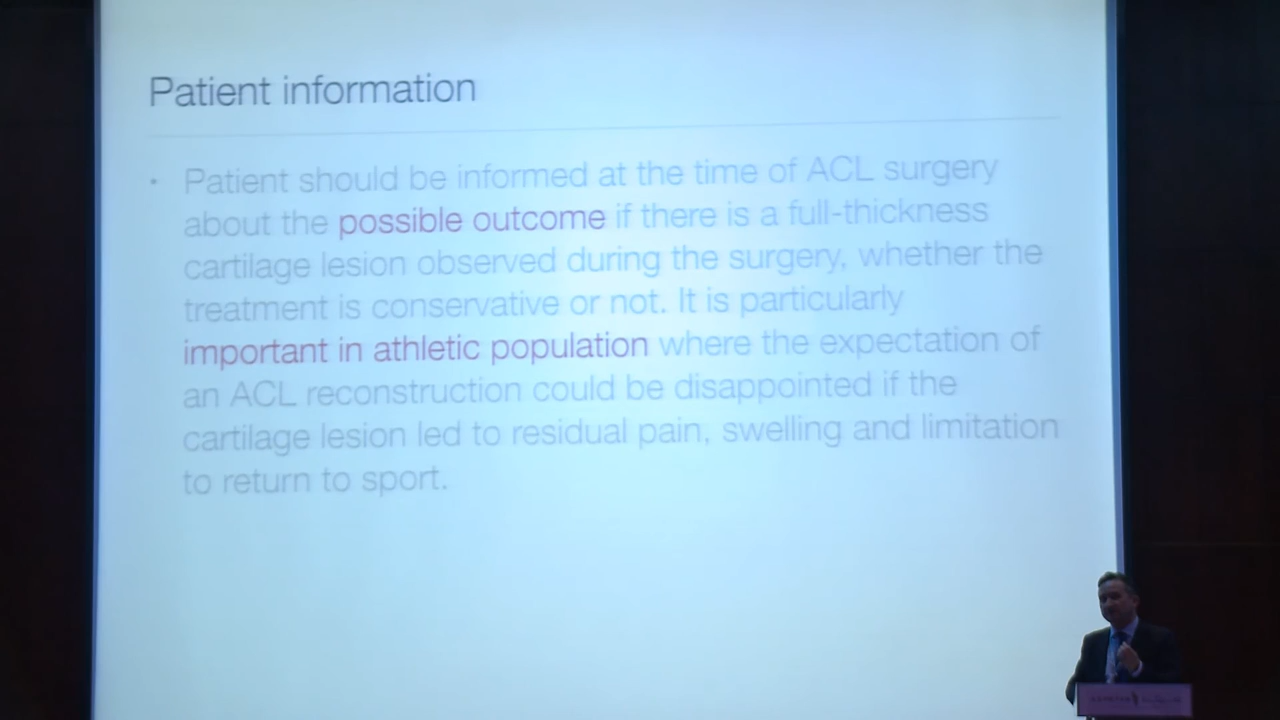 Patient information
• Patient should be informed at the time of ACL surgery
about the possible outcome if there is a full-thickness
cartilage lesion observed during the surgery, whether the
treatment is conservative or not. It is particularly
important in athletic population where the expectation of
an ACL reconstruction could be disappointed if the
cartilage lesion led to residual pain, swelling and limitation
to return to sport.